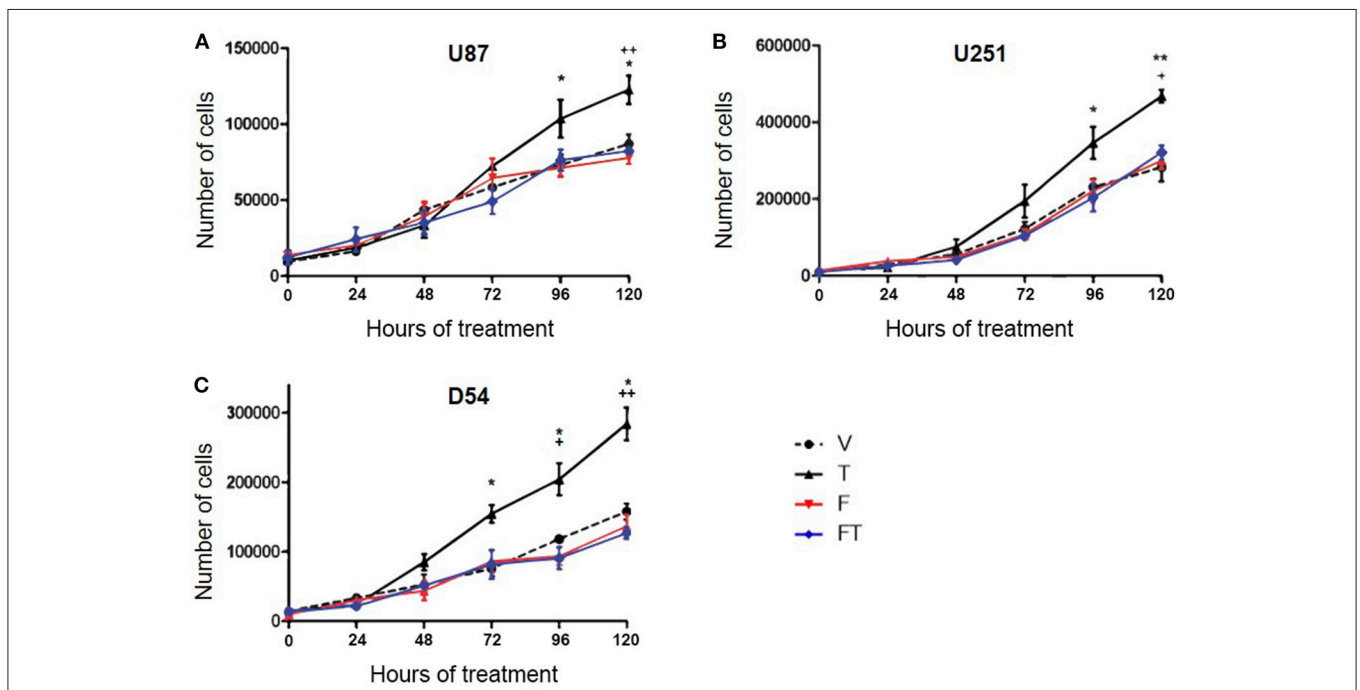 A
U87
150000
100000
50000
0
Number of cells
++
*
*
0 24 48 72 96 120
Hours of treatment
B
U251
600000
400000
200000
0
Number of cells
**
+
*
0 24 48 72 96 120
Hours of treatment
C
D54
300000
200000
100000
0
Number of cells
*
++
*
+
*
0 24 48 72 96 120
Hours of treatment
V
T
F
FT